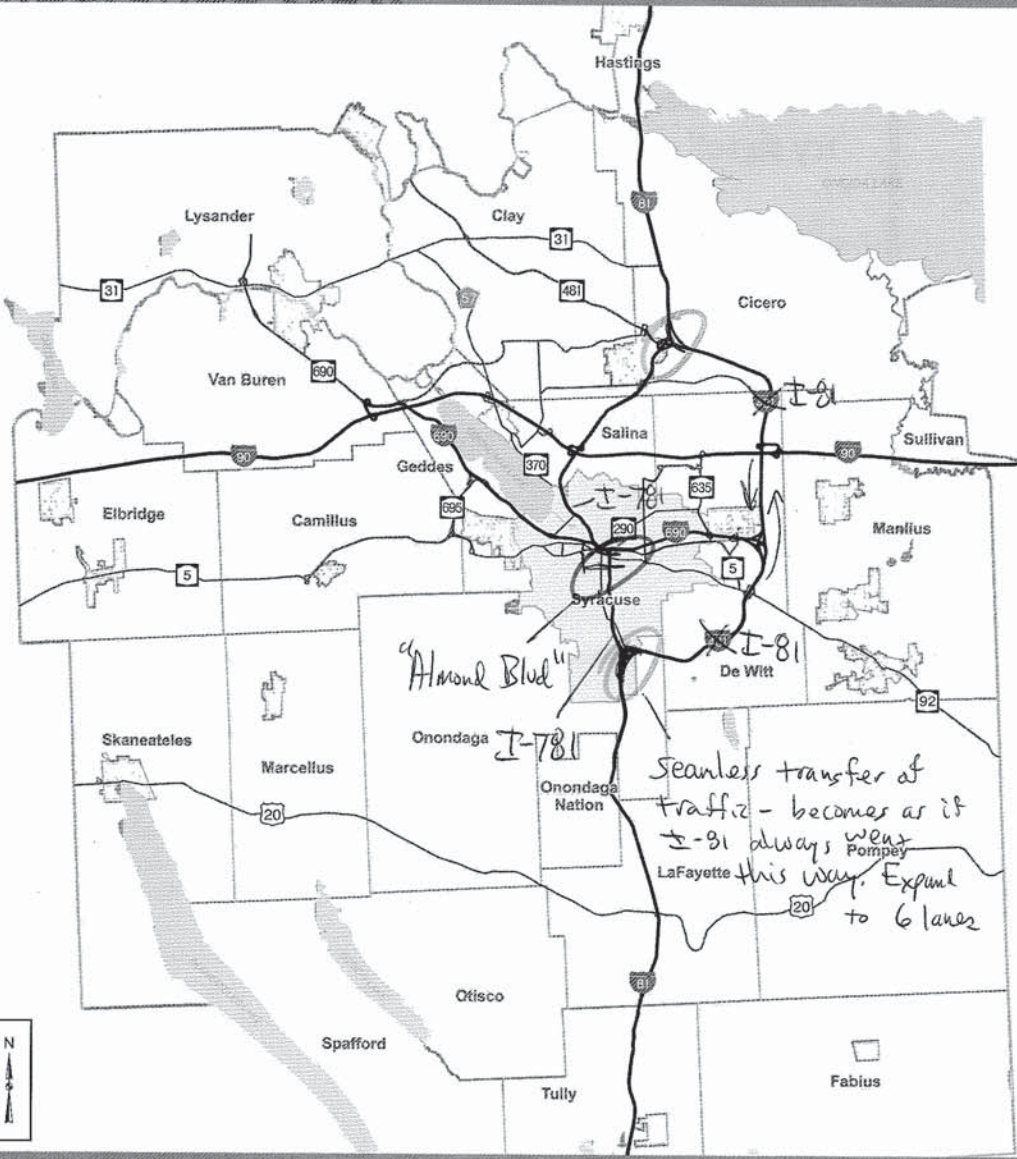 Hastings
81
Lysander
Clay
31
31
57
481
Cicero
690
Van Buren
I-81
690
Salina
Sullivan
90
90
Geddes
370
635
I-781
Elbridge
Camillus
695
290
690
Manlius
5
5
Syracuse
I-81
De Witt
"Almond Blvd"
92
Skaneateles
Onondaga
I-781
Marcellus
Onondaga
Nation
Seamless transfer of
traffic - becomes as if
I-81 always went
Pompey
LaFayette
this way. Expand
to 6 lanes
20
20
81
Otisco
Spafford
N
Tully
Fabius